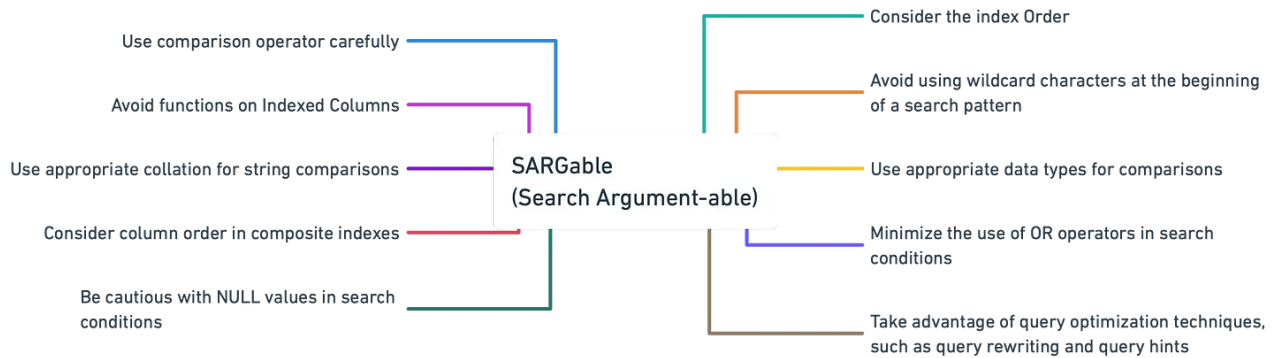 SARGable
(Search Argument-able)
Use comparison operator carefully
Avoid functions on Indexed Columns
Use appropriate collation for string comparisons
Consider column order in composite indexes
Be cautious with NULL values in search
conditions
Consider the index Order
Avoid using wildcard characters at the beginning
of a search pattern
Use appropriate data types for comparisons
Minimize the use of OR operators in search
conditions
Take advantage of query optimization techniques,
such as query rewriting and query hints